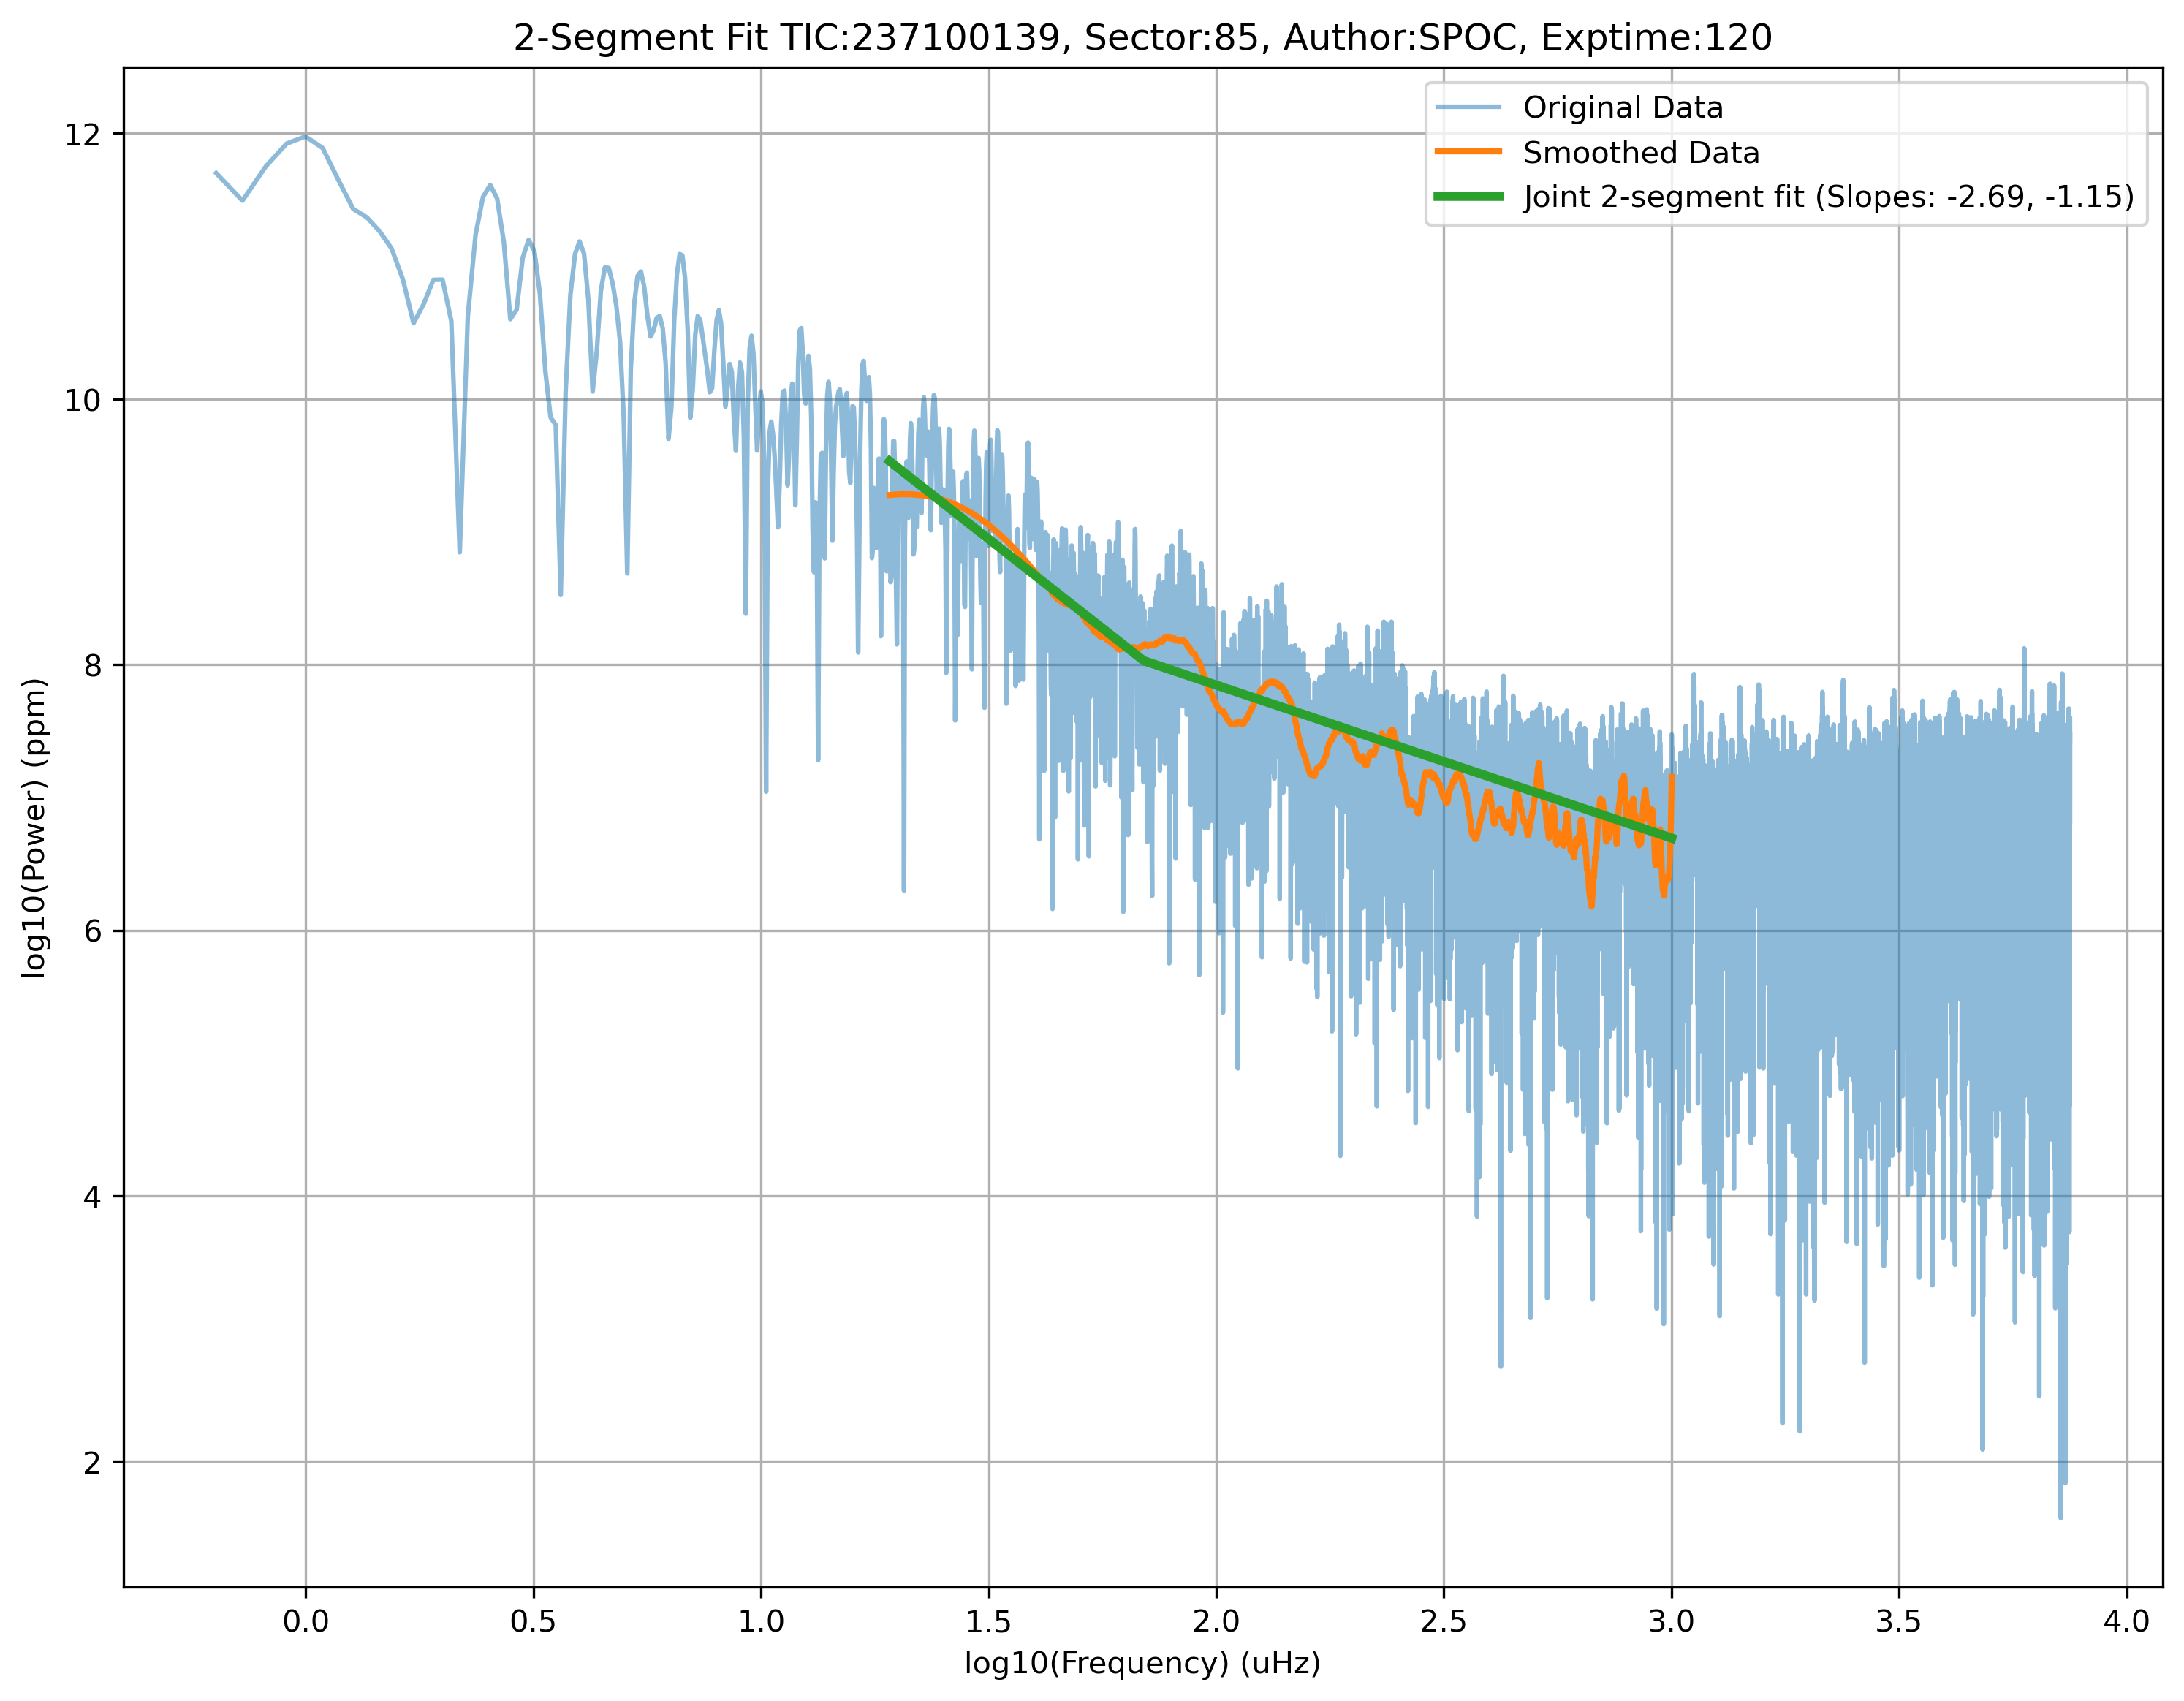 2-Segment Fit TIC:237100139, Sector:85, Author:SPOC, Exptime:120
Original Data
Smoothed Data
Joint 2-segment fit (Slopes: -2.69, -1.15)
log10(Power) (ppm)
12
10
8
6
4
2
0.0 0.5 1.0 1.5 2.0 2.5 3.0 3.5 4.0
log10(Frequency) (uHz)